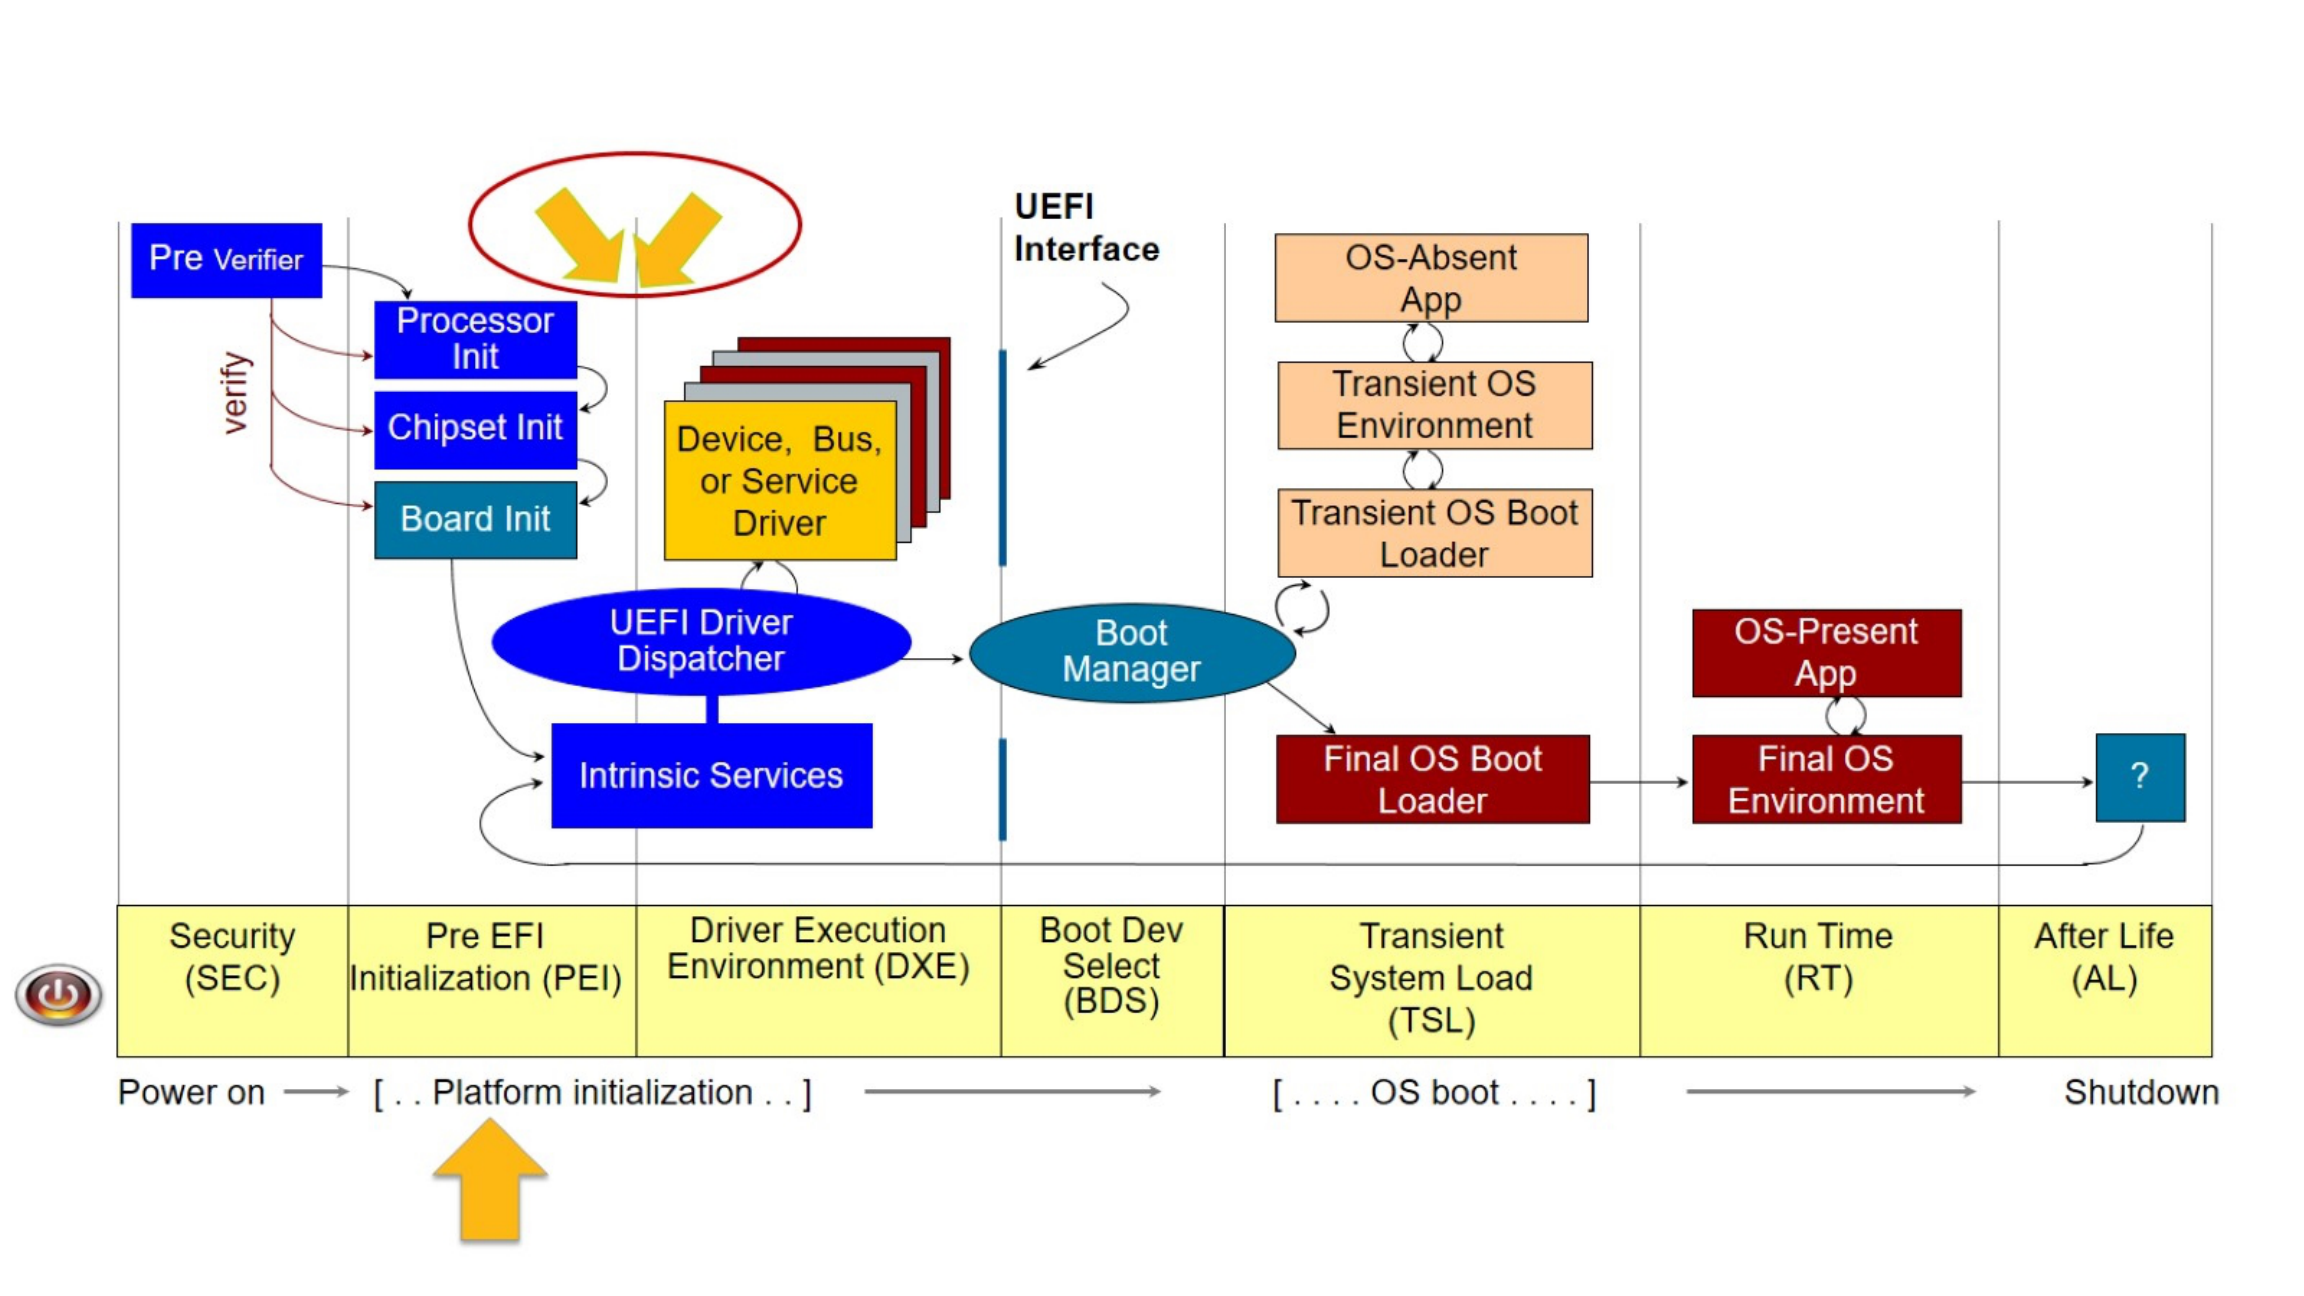 UEFI
Interface
Pre Verifier
verify
Processor
Init
Chipset Init
Board Init
Device, Bus,
or Service
Driver
UEFI Driver
Dispatcher
Intrinsic Services
Boot
Manager
OS-Absent
App
Transient OS
Environment
Transient OS Boot
Loader
Final OS Boot
Loader
OS-Present
App
Final OS
Environment
?
Security
(SEC)
Pre EFI
Initialization (PEI)
Driver Execution
Environment (DXE)
Boot Dev
Select
(BDS)
Transient
System Load
(TSL)
Run Time
(RT)
After Life
(AL)
Power on
[ . . Platform initialization . . ]
[ . . . . OS boot . . . . ]
Shutdown